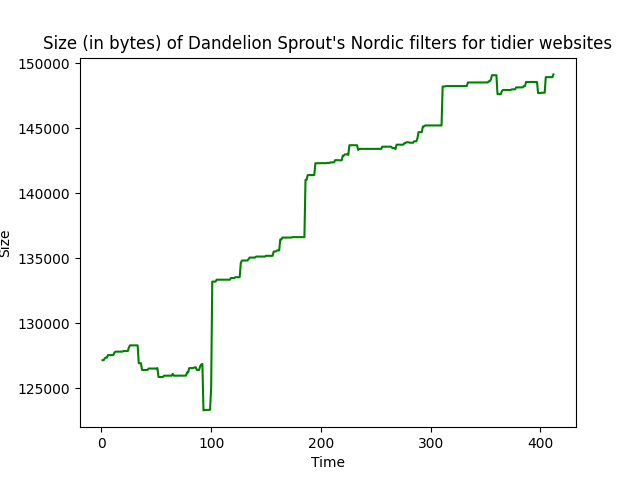 Size (in bytes) of Dandelion Sprout's Nordic filters for tidier websites
150000
145000
140000
135000
130000
125000
Size
0 100 200 300 400
Time